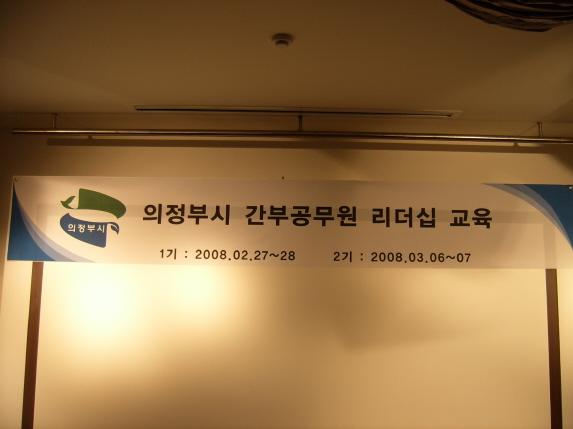 의정부시 간부공무원 리더십 교육
의정부시
1기 : 2008.02.27~28 2기 : 2008.03.06~07